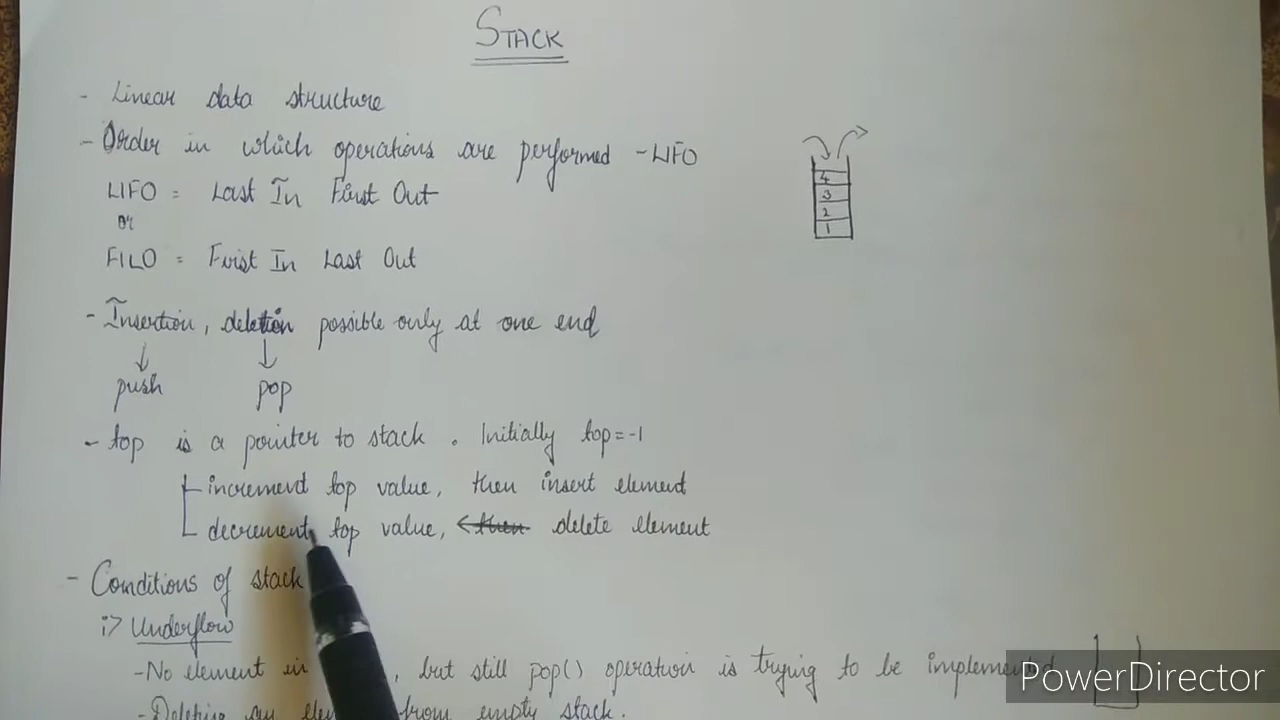 STACK
- Linear data structure
- Order in which operations are performed - LIFO
LIFO = Last In First Out
or
FILO = First In Last Out
4
3
2
1
- Insertion, deletion possible only at one end
push pop
- top is a pointer to stack. Initially top=-1
increment top value, then insert element
decrement top value, then delete element
- Conditions of stack
i> Underflow
- No element in , but still pop() operation is trying to be implemented
- Deleting an from empty stack.
PowerDirector